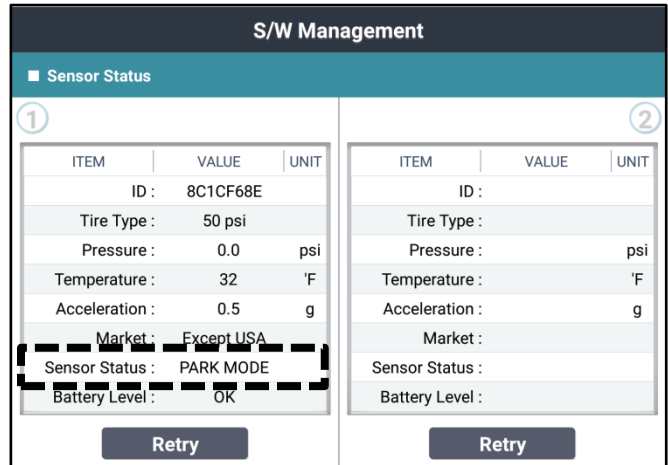 S/W Management
■ Sensor Status
1
ITEM VALUE UNIT
ID : 8C1CF68E
Tire Type : 50 psi
Pressure : 0.0 psi
Temperature : 32 'F
Acceleration : 0.5 g
Market : Except USA
Sensor Status : PARK MODE
Battery Level : OK
Retry
2
ITEM VALUE UNIT
ID :
Tire Type :
Pressure : psi
Temperature : 'F
Acceleration : g
Market :
Sensor Status :
Battery Level :
Retry